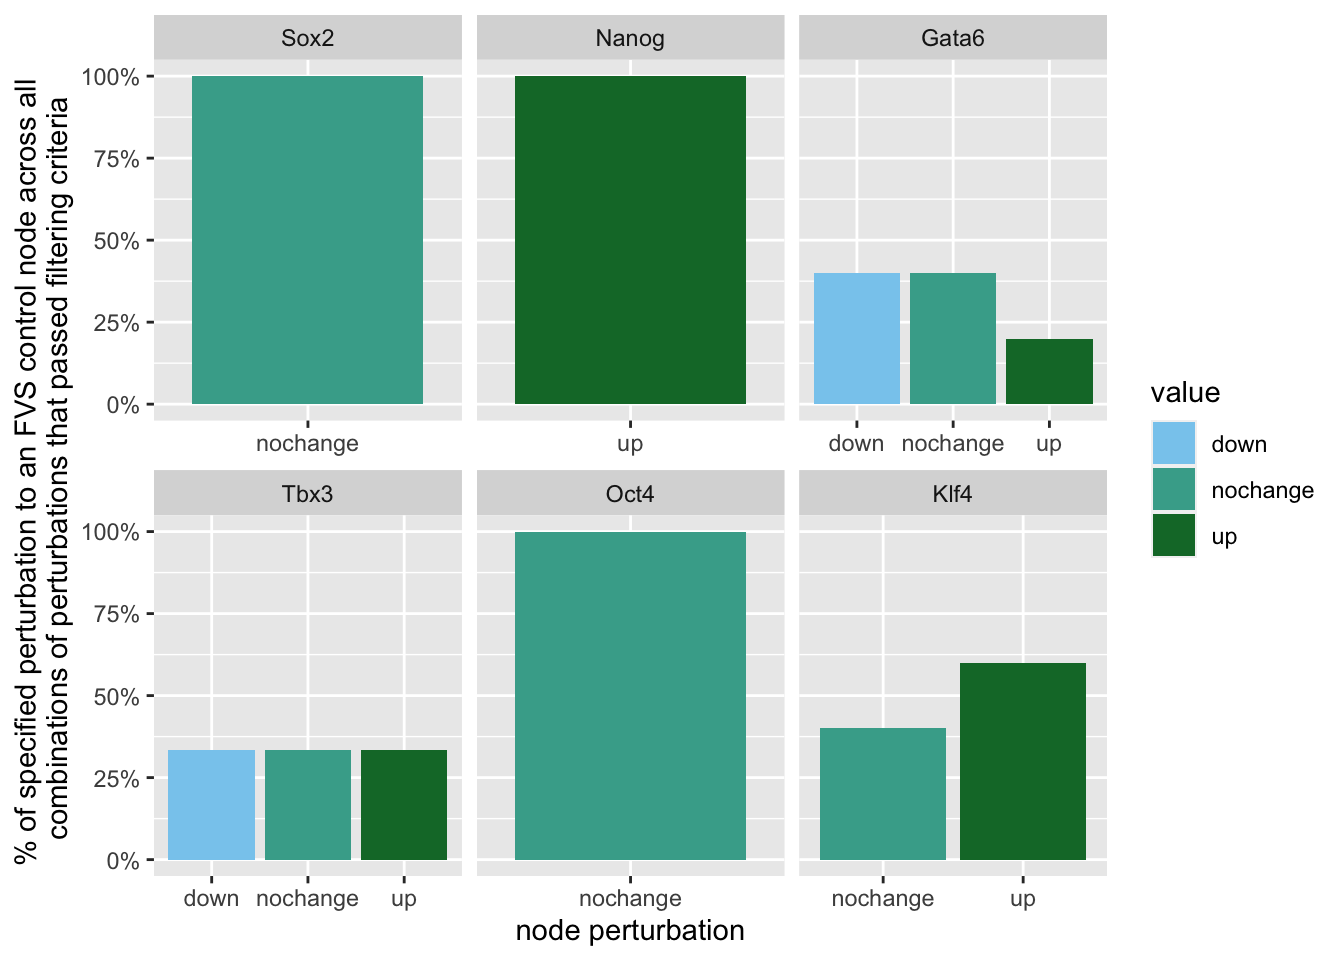 % of specified perturbation to an FVS control node across all
combinations of perturbations that passed filtering criteria
Sox2
Nanog
Gata6
100%
75%
50%
25%
0%
nochange
up
down nochange up
Tbx3
Oct4
Klf4
100%
75%
50%
25%
0%
down nochange up
nochange
nochange up
node perturbation
value
down
nochange
up